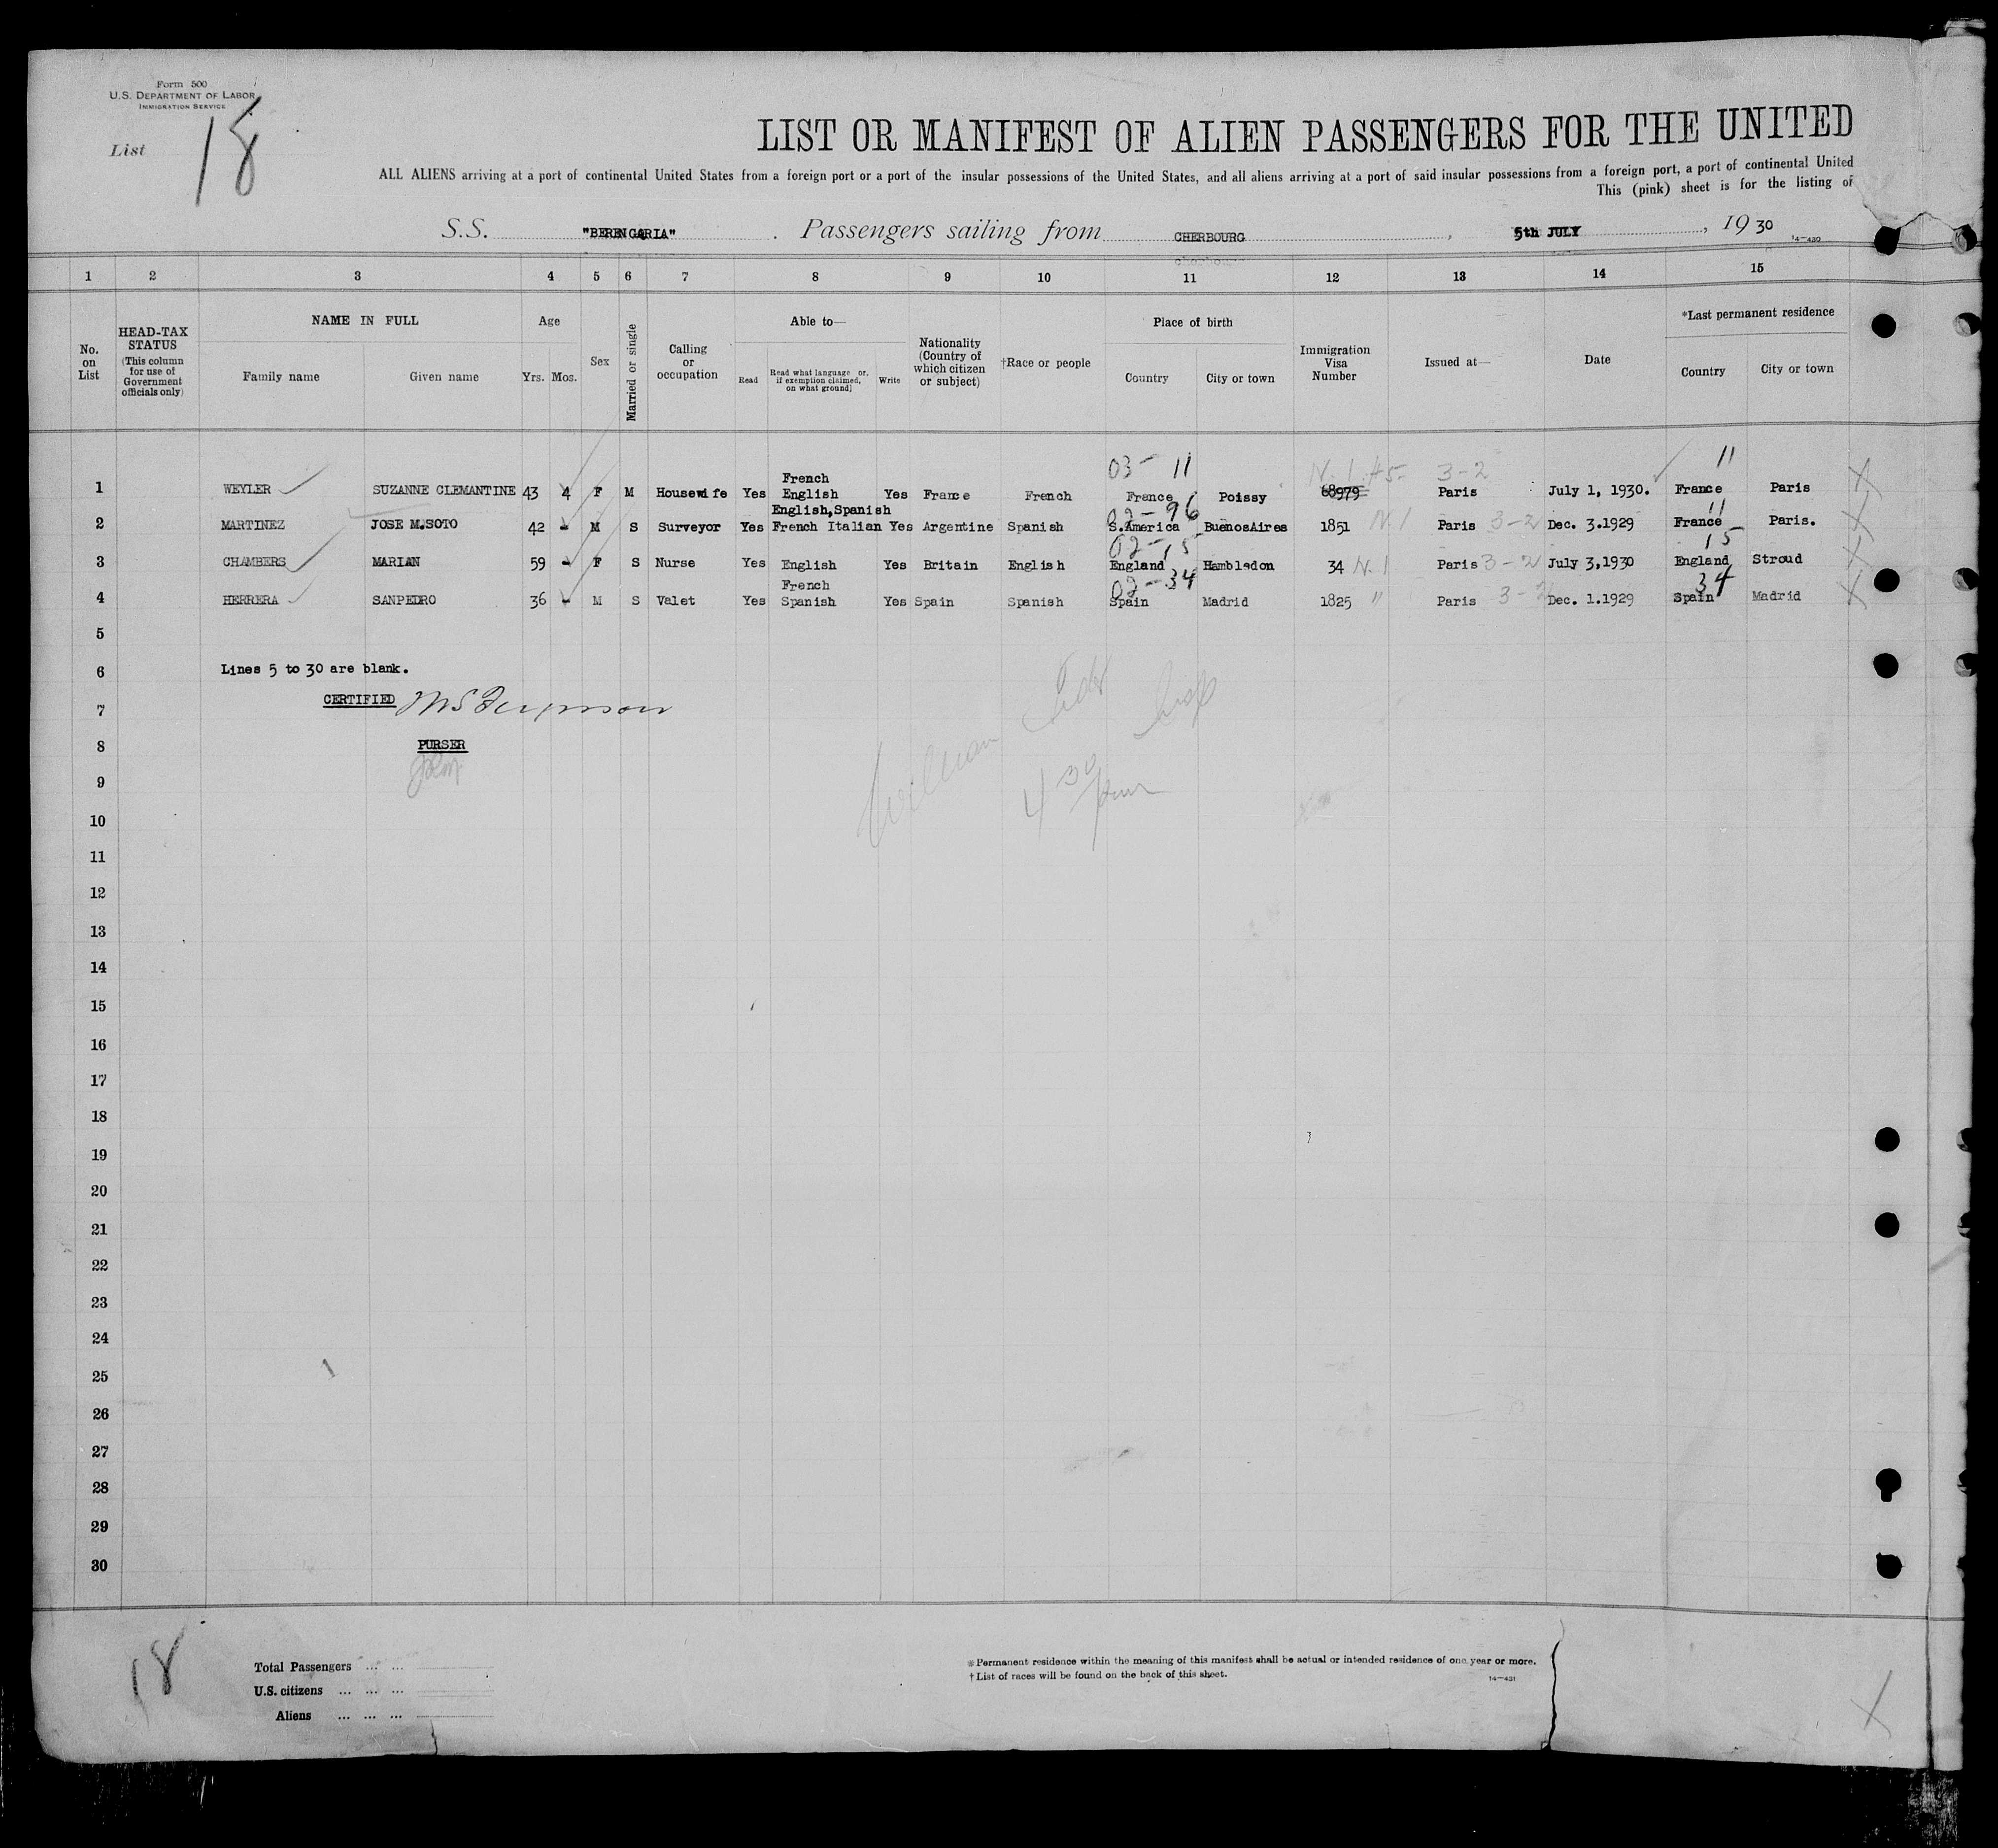 Form 500
U.S. DEPARTMENT OF LABOR
IMMIGRATION SERVICE
List 18
LIST OR MANIFEST OF ALIEN PASSENGERS FOR THE UNITED
ALL ALIENS arriving at a port of continental United States from a foreign port or a port of the insular possessions of the United States, and all aliens arriving at a port of said insular possessions from a foreign port, a port of continental United
This (pink) sheet is for the listing of
S.S. "BERENGARIA". Passengers sailing from CHERBOURG, 5th JULY, 1930
14-430
1 2 3 4 5 6 7 8 9 10 11 12 13 14 15
No. on List
HEAD-TAX STATUS (This column for use of Government officials only)
NAME IN FULL
Family name Given name
Age
Yrs. Mos.
Sex
Married or single
Calling or occupation
Able to—
Read
Read what language or, if exemption claimed, on what ground]
Write
Nationality (Country of which citizen or subject)
†Race or people
Place of birth
Country City or town
Immigration Visa Number
Issued at—
Date
*Last permanent residence
Country City or town
03- 11 N.1 #5- 3-2 11
1 WEYLER SUZANNE CLEMANTINE 43 4 F M Housewife Yes French English Yes France French France Poissy 68979 Paris July 1, 1930. France Paris
02-96 11
2 MARTINEZ JOSE M.SOTO 42 - M S Surveyor Yes English,Spanish French Italian Yes Argentine Spanish S.America BuenosAires 1851 N.1 Paris 3-2 Dec. 3.1929 France Paris.
02-15 15
3 CHAMBERS MARIAN 59 - F S Nurse Yes English Yes Britain English England Hambledon 34 N.1 Paris 3-2 July 3,1930 England Stroud
02-34 34
4 HERRERA SANPEDRO 36 - M S Valet Yes French Spanish Yes Spain Spanish Spain Madrid 1825 " Paris 3-2 Dec. 1.1929 Spain Madrid
5
6 Lines 5 to 30 are blank.
7 CERTIFIED
8 PURSER
9
4 30 pm
10
11
12
13
14
15
16
17
18
19
20
21
22
23
24
25
26
27
28
29
30
18
Total Passengers ... ...
U.S. citizens ... ... ...
Aliens ... ... ...
* Permanent residence within the meaning of this manifest shall be actual or intended residence of one year or more.
† List of races will be found on the back of this sheet.
14-431